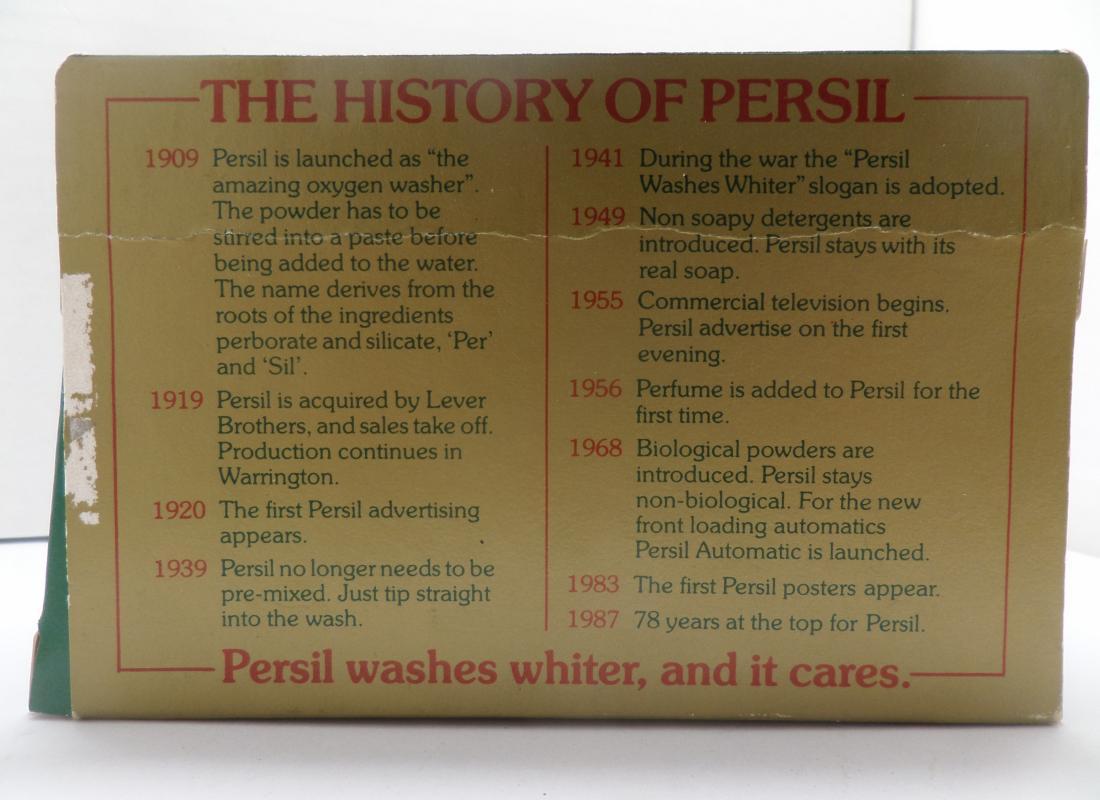 THE HISTORY OF PERSIL
1909 Persil is launched as “the
amazing oxygen washer”.
The powder has to be
stirred into a paste before
being added to the water.
The name derives from the
roots of the ingredients
perborate and silicate, ‘Per’
and ‘Sil’.
1919 Persil is acquired by Lever
Brothers, and sales take off.
Production continues in
Warrington.
1920 The first Persil advertising
appears.
1939 Persil no longer needs to be
pre-mixed. Just tip straight
into the wash.
1941 During the war the “Persil
Washes Whiter” slogan is adopted.
1949 Non soapy detergents are
introduced. Persil stays with its
real soap.
1955 Commercial television begins.
Persil advertise on the first
evening.
1956 Perfume is added to Persil for the
first time.
1968 Biological powders are
introduced. Persil stays
non-biological. For the new
front loading automatics
Persil Automatic is launched.
1983 The first Persil posters appear.
1987 78 years at the top for Persil.
Persil washes whiter, and it cares.